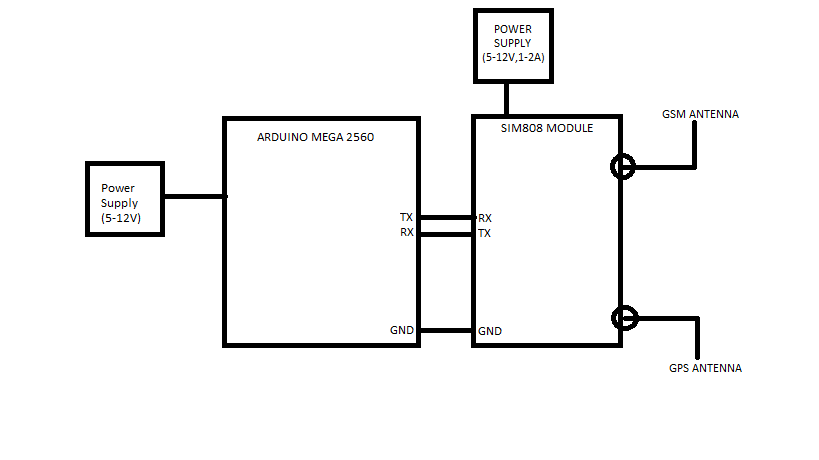 POWER
SUPPLY
(5-12V,1-2A)
GSM ANTENNA
SIM808 MODULE
ARDUINO MEGA 2560
Power
Supply
(5-12V)
TX
RX
RX
TX
GND
GND
GPS ANTENNA